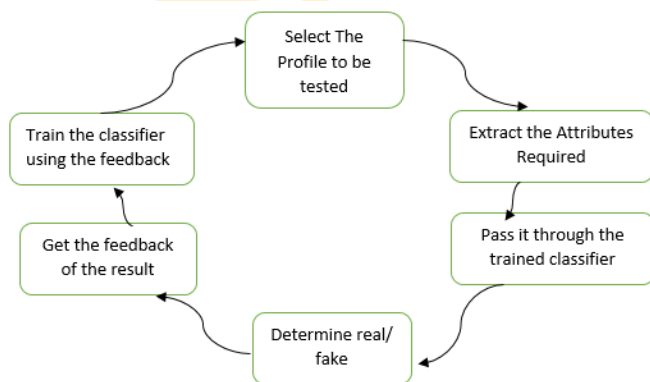 Select The
Profile to be
tested
Extract the Attributes
Required
Pass it through the
trained classifier
Determine real/
fake
Get the feedback
of the result
Train the classifier
using the feedback